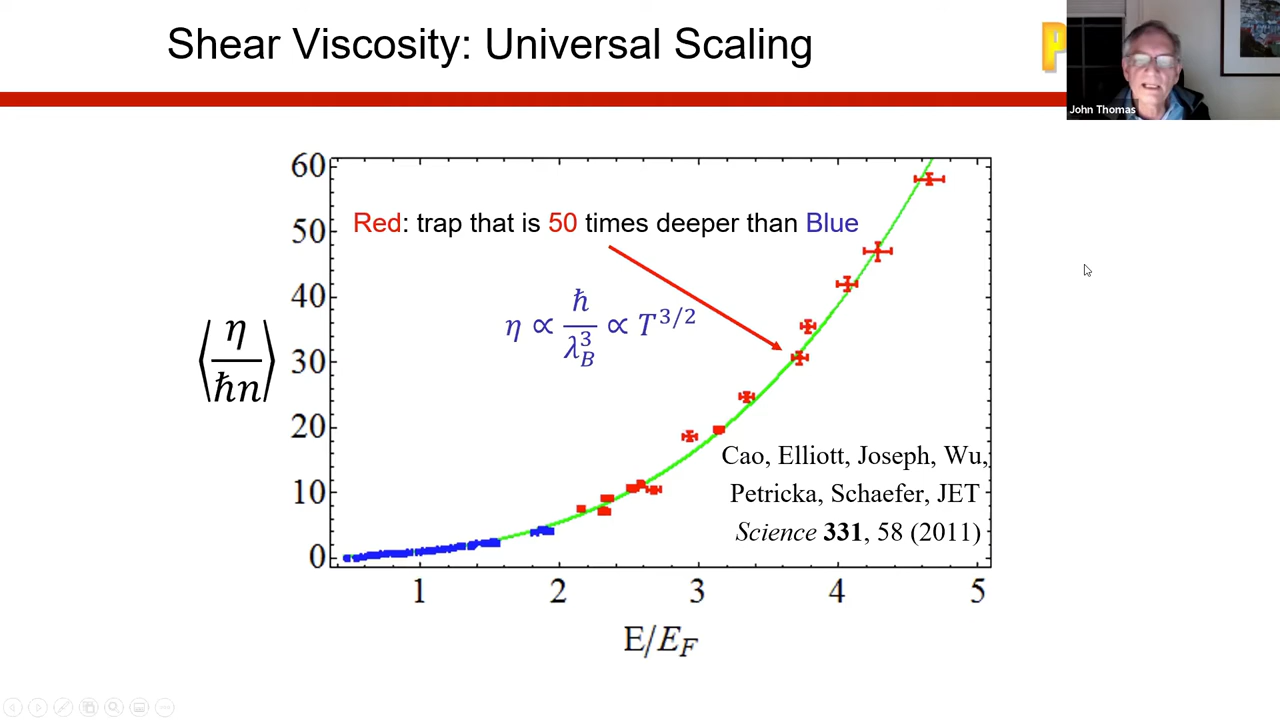 Shear Viscosity: Universal Scaling
P
John Thomas
60
50
40
30
20
10
0
Red: trap that is 50 times deeper than Blue
η ∝ ℏ/λ_B^3 ∝ T^{3/2}
⟨η/ℏn⟩
Cao, Elliott, Joseph, Wu,
Petricka, Schaefer, JET
Science 331, 58 (2011)
1 2 3 4 5
E/E_F